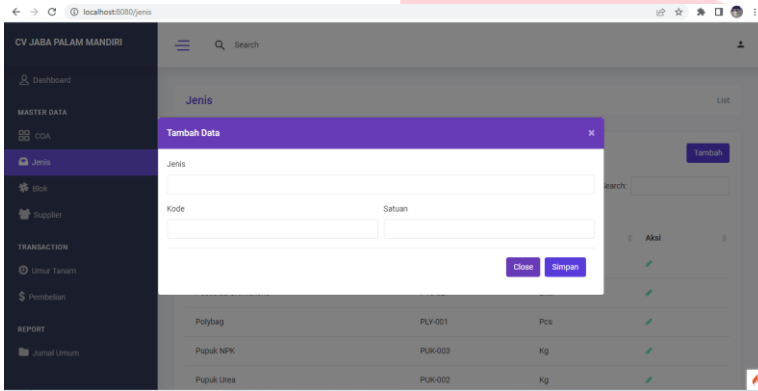 localhost:8080/jenis
CV JABA PALAM MANDIRI
Search
Dashboard
Jenis
List
MASTER DATA
COA
Tambah Data
×
Jenis
Tambah
Jenis
Blok
Search:
Kode
Satuan
Supplier
TRANSACTION
Aksi
Umur Tanam
Close
Simpan
$ Pembelian
Polybag
PLY-001
Pcs
REPORT
Jurnal Umum
Pupuk NPK
PUK-003
Kg
Pupuk Urea
PUK-002
Kg